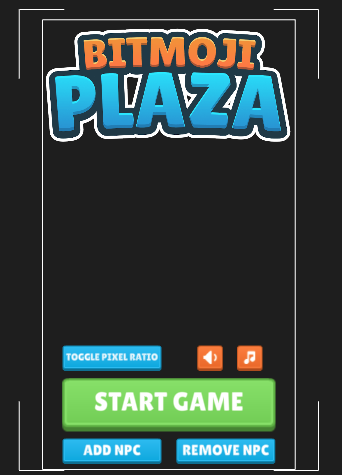 BITMOJI
PLAZA
TOGGLE PIXEL RATIO
START GAME
ADD NPC
REMOVE NPC